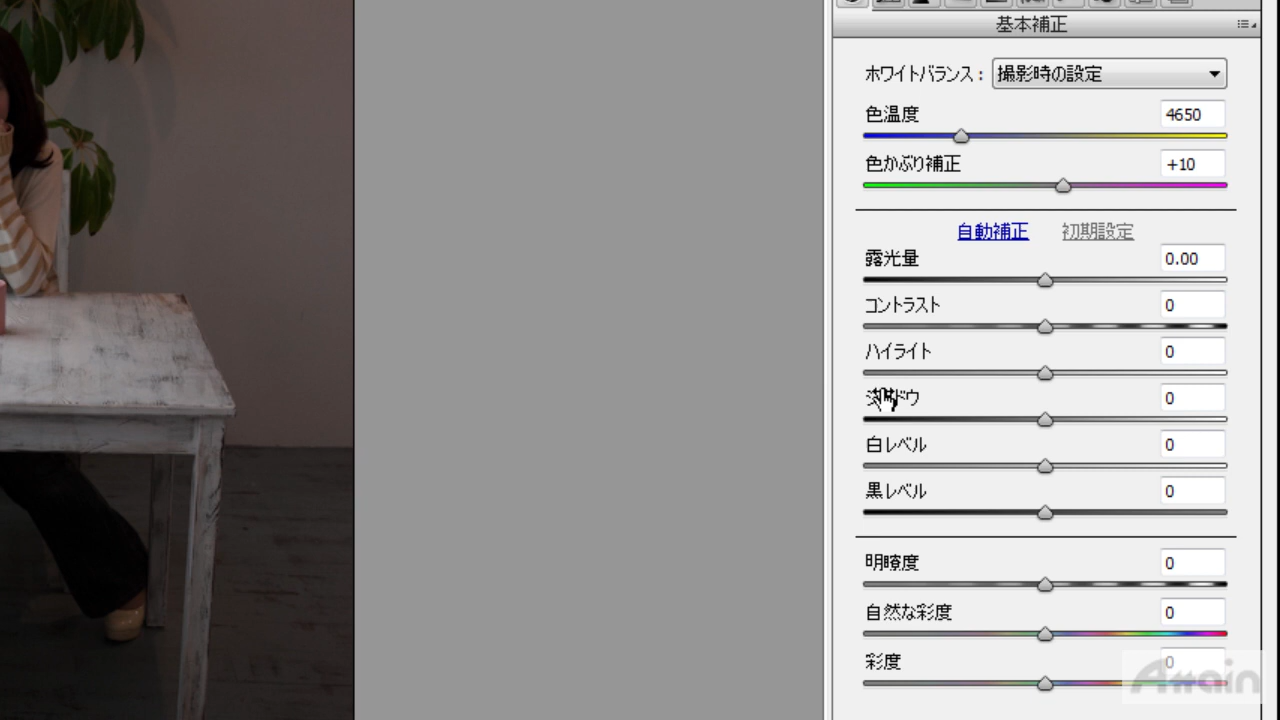 基本補正
ホワイトバランス： 撮影時の設定
色温度 4650
色かぶり補正 +10
自動補正 初期設定
露光量 0.00
コントラスト 0
ハイライト 0
ドウ 0
白レベル 0
黒レベル 0
明瞭度 0
自然な彩度 0
彩度 0
Attain